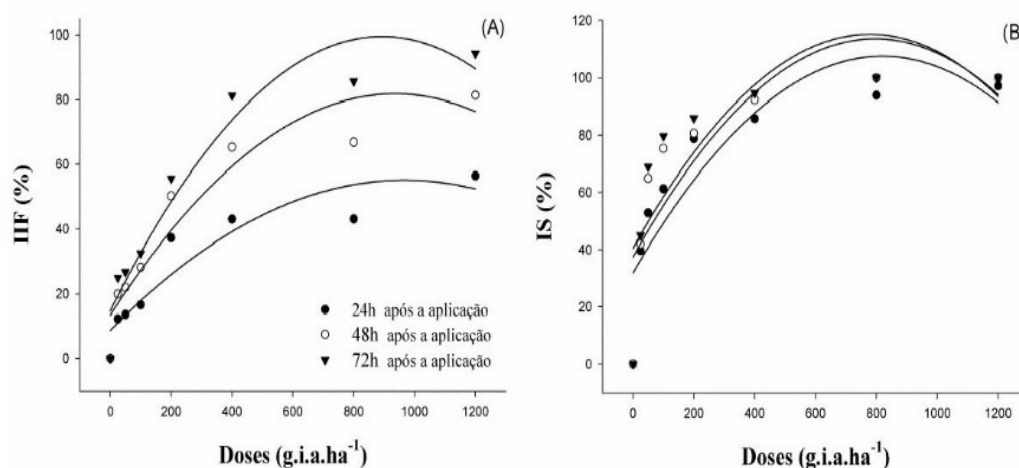 (A)
100
80
60
40
20
0
IIF (%)
24h após a aplicação
48h após a aplicação
72h após a aplicação
0 200 400 600 800 1000 1200
Doses (g.i.a.ha⁻¹)
(B
120
100
80
60
40
20
0
IS (%)
0 200 400 600 800 1000 1200
Doses (g.i.a.ha⁻¹)